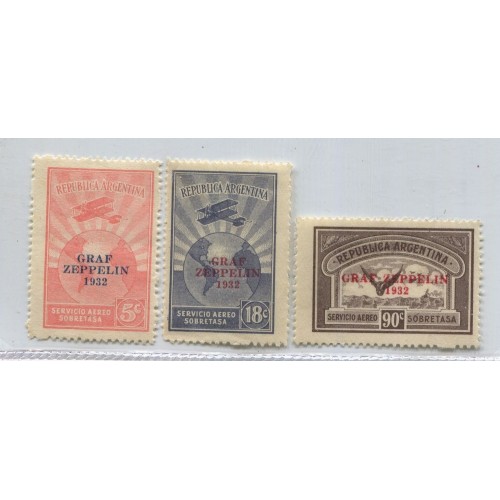 REPUBLICA ARGENTINA
GRAF
ZEPPELIN
1932
5c
SERVICIO AEREO
SOBRETASA
REPUBLICA ARGENTINA
GRAF
ZEPPELIN
1932
SERVICIO AEREO 18c
SOBRETASA
REPUBLICA ARGENTINA
GRAF ZEPPELIN
1932
SERVICIO AEREO 90c SOBRETASA